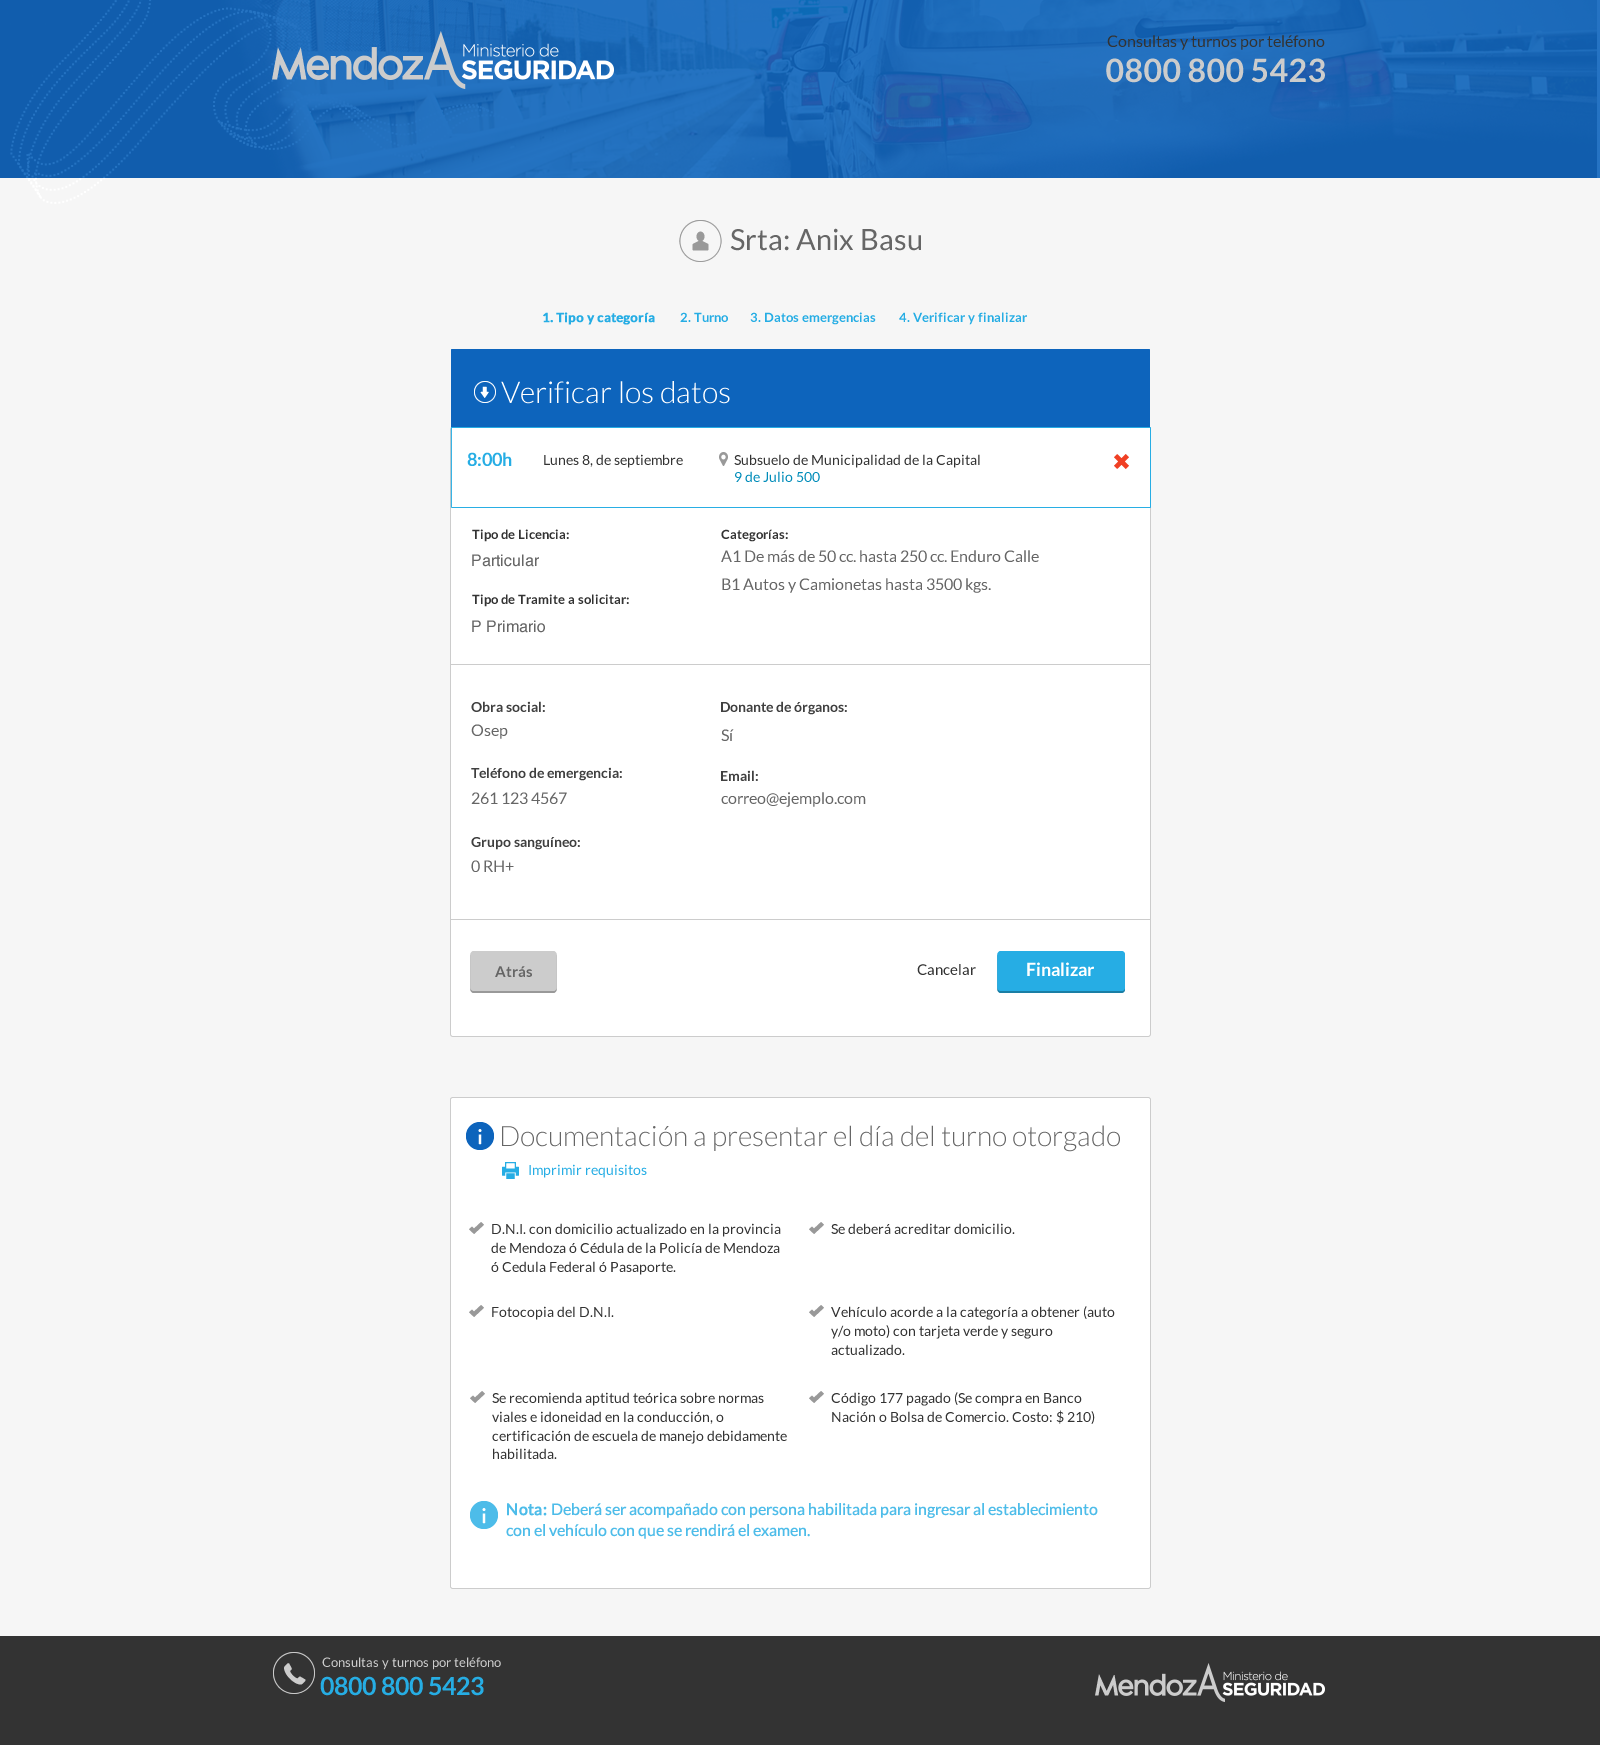 MendozA Ministerio de
SEGURIDAD
Consultas y turnos por teléfono
0800 800 5423
Srta: Anix Basu
1. Tipo y categoría 2. Turno 3. Datos emergencias 4. Verificar y finalizar
Verificar los datos
8:00h Lunes 8, de septiembre Subsuelo de Municipalidad de la Capital
9 de Julio 500
Tipo de Licencia:
Particular
Tipo de Tramite a solicitar:
P Primario
Categorías:
A1 De más de 50 cc. hasta 250 cc. Enduro Calle
B1 Autos y Camionetas hasta 3500 kgs.
Obra social:
Osep
Teléfono de emergencia:
261 123 4567
Grupo sanguíneo:
0 RH+
Donante de órganos:
Sí
Email:
correo@ejemplo.com
Atrás Cancelar Finalizar
Documentación a presentar el día del turno otorgado
Imprimir requisitos
D.N.I. con domicilio actualizado en la provincia
de Mendoza ó Cédula de la Policía de Mendoza
ó Cedula Federal ó Pasaporte.
Se deberá acreditar domicilio.
Fotocopia del D.N.I.
Vehículo acorde a la categoría a obtener (auto
y/o moto) con tarjeta verde y seguro
actualizado.
Se recomienda aptitud teórica sobre normas
viales e idoneidad en la conducción, o
certificación de escuela de manejo debidamente
habilitada.
Código 177 pagado (Se compra en Banco
Nación o Bolsa de Comercio. Costo: $ 210)
Nota: Deberá ser acompañado con persona habilitada para ingresar al establecimiento
con el vehículo con que se rendirá el examen.
Consultas y turnos por teléfono
0800 800 5423
MendozA Ministerio de
SEGURIDAD